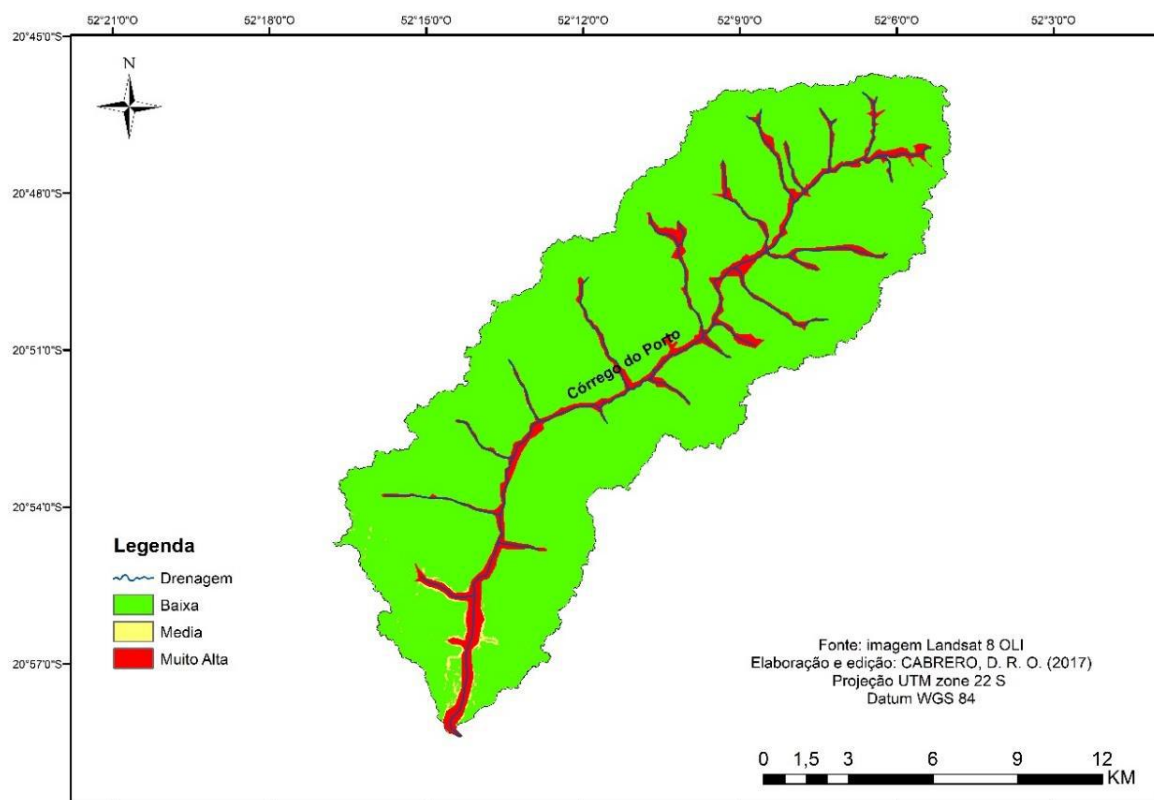 52°21'0"O 52°18'0"O 52°15'0"O 52°12'0"O 52°9'0"O 52°6'0"O 52°3'0"O
20°45'0"S
N
20°48'0"S
20°51'0"S
Córrego do Porto
20°54'0"S
Legenda
Drenagem
Baixa
Media
Muito Alta
20°57'0"S
Fonte: imagem Landsat 8 OLI
Elaboração e edição: CABRERO, D. R. O. (2017)
Projeção UTM zone 22 S
Datum WGS 84
0 1,5 3 6 9 12
KM